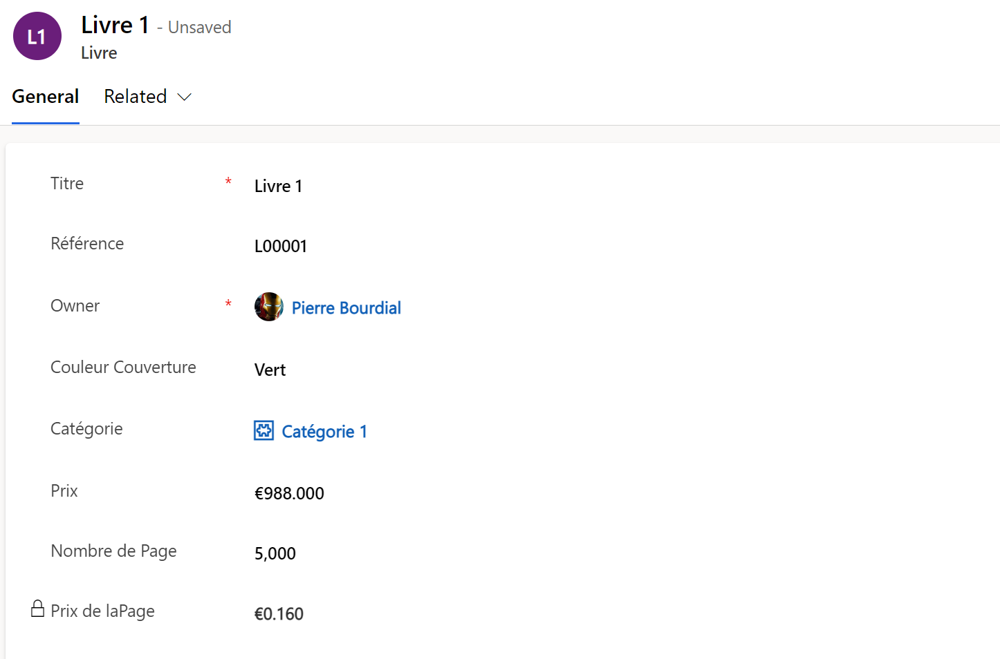 L1
Livre 1 - Unsaved
Livre
General Related
Titre * Livre 1
Référence L00001
Owner * Pierre Bourdial
Couleur Couverture Vert
Catégorie Catégorie 1
Prix €988.000
Nombre de Page 5,000
Prix de laPage €0.160